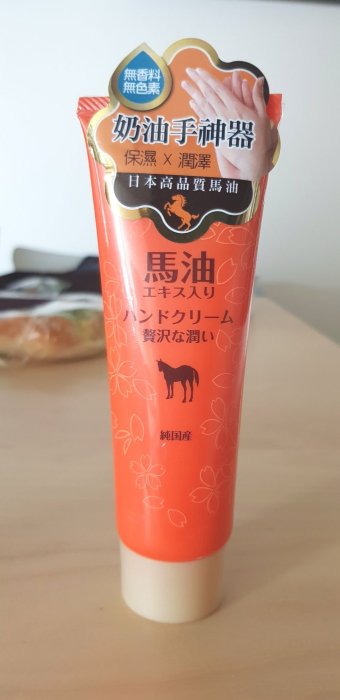 無香料
無色素
奶油手神器
保濕 X 潤澤
日本高品質馬油
馬油
エキス入り
ハンドクリーム
贅沢な潤い
純国産